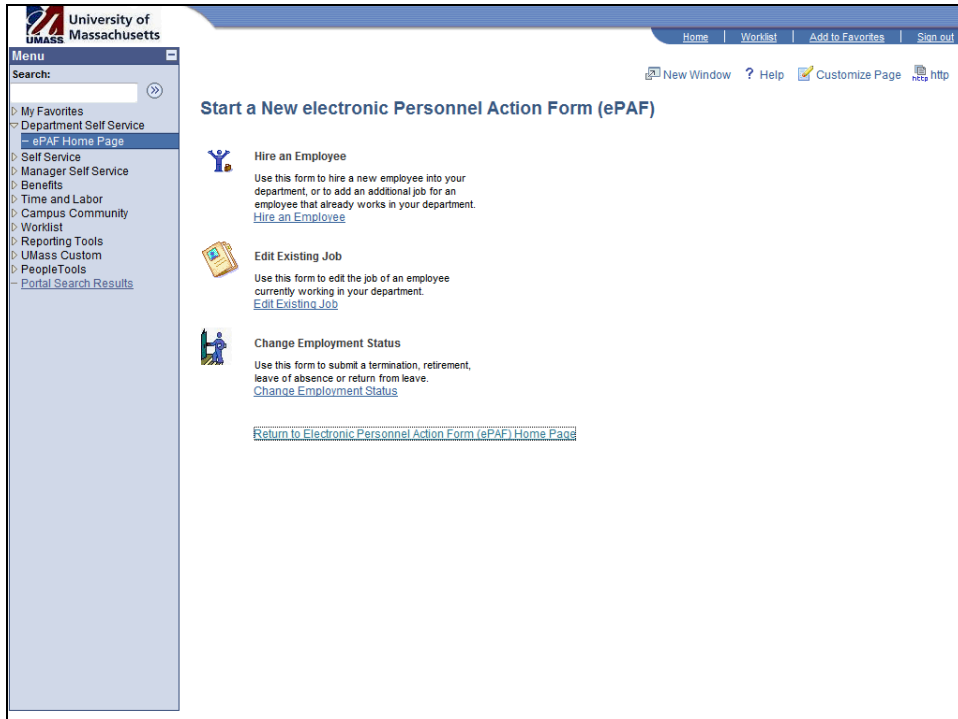 University of
Massachusetts
UMASS
Home | Worklist | Add to Favorites | Sign out
Menu
Search:
My Favorites
Department Self Service
ePAF Home Page
Self Service
Manager Self Service
Benefits
Time and Labor
Campus Community
Worklist
Reporting Tools
UMass Custom
PeopleTools
Portal Search Results
New Window ? Help Customize Page http http
Start a New electronic Personnel Action Form (ePAF)
Hire an Employee
Use this form to hire a new employee into your
department, or to add an additional job for an
employee that already works in your department.
Hire an Employee
Edit Existing Job
Use this form to edit the job of an employee
currently working in your department.
Edit Existing Job
Change Employment Status
Use this form to submit a termination, retirement,
leave of absence or return from leave.
Change Employment Status
Return to Electronic Personnel Action Form (ePAF) Home Page